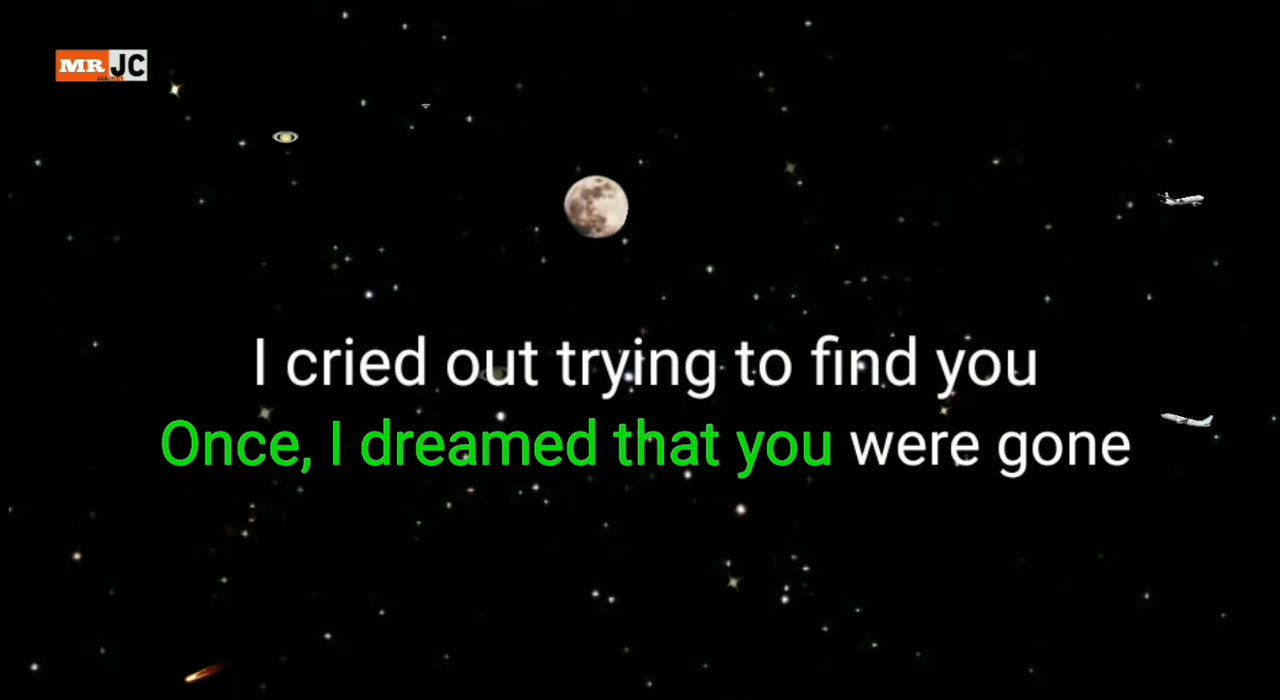 MR JC
I cried out trying to find you
Once, I dreamed that you were gone